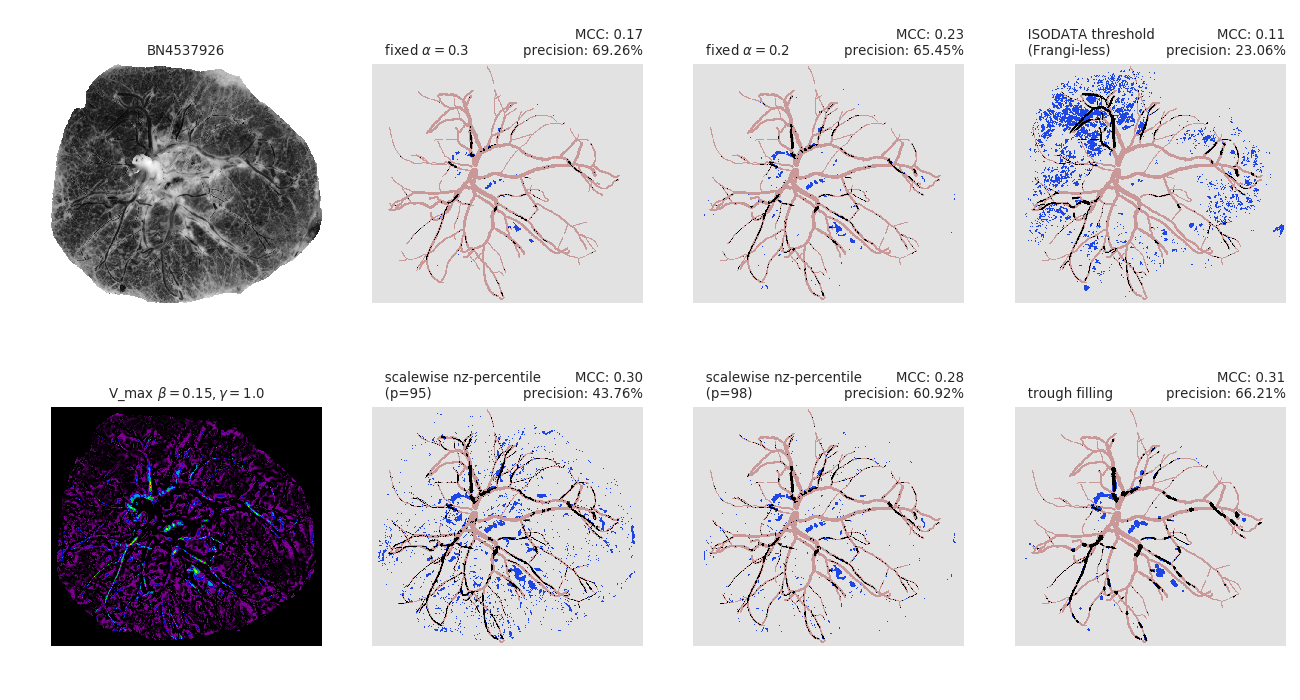 BN4537926
fixed α = 0.3
MCC: 0.17
precision: 69.26%
fixed α = 0.2
MCC: 0.23
precision: 65.45%
ISODATA threshold
(Frangi-less)
MCC: 0.11
precision: 23.06%
V_max β = 0.15, γ = 1.0
scalewise nz-percentile
(p=95)
MCC: 0.30
precision: 43.76%
scalewise nz-percentile
(p=98)
MCC: 0.28
precision: 60.92%
trough filling
MCC: 0.31
precision: 66.21%